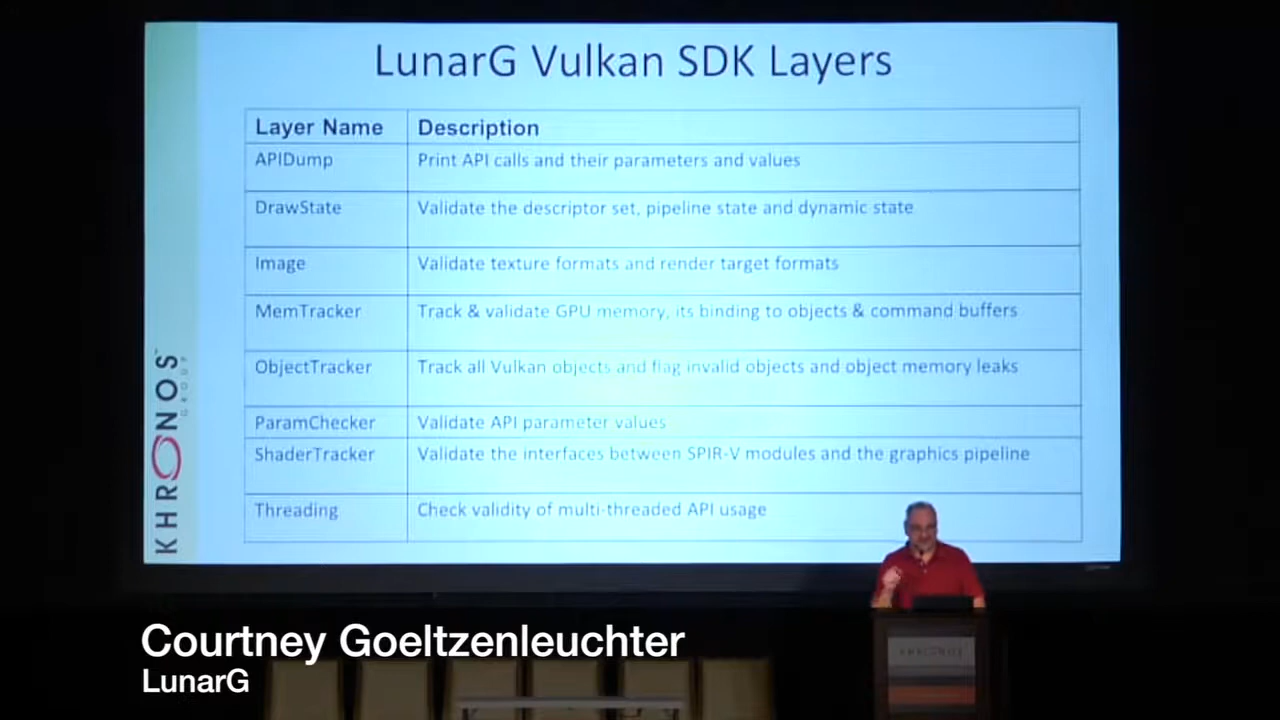 LunarG Vulkan SDK Layers
Layer Name Description
APIDump Print API calls and their parameters and values
DrawState Validate the descriptor set, pipeline state and dynamic state
Image Validate texture formats and render target formats
MemTracker Track & validate GPU memory, its binding to objects & command buffers
ObjectTracker Track all Vulkan objects and flag invalid objects and object memory leaks
ParamChecker Validate API parameter values
ShaderTracker Validate the interfaces between SPIR-V modules and the graphics pipeline
Threading Check validity of multi-threaded API usage
KHRONOS
GROUP
KHRONOS
Courtney Goeltzenleuchter
LunarG